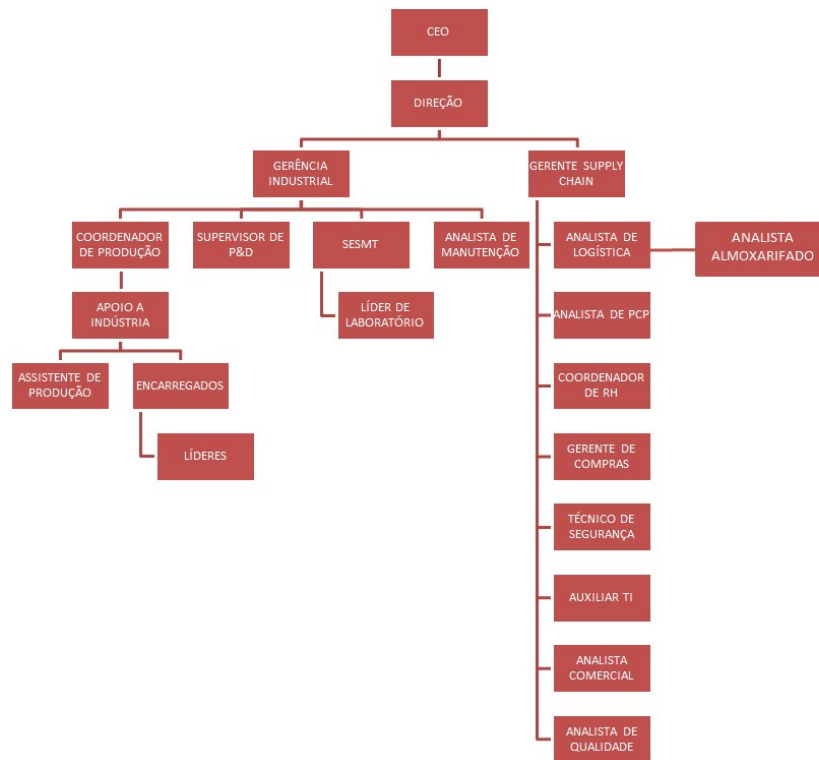 CEO
DIREÇÃO
GERÊNCIA
INDUSTRIAL
GERENTE SUPPLY
CHAIN
COORDENADOR
DE PRODUÇÃO
SUPERVISOR DE
P&D
SESMT
ANALISTA DE
MANUTENÇÃO
ANALISTA DE
LOGÍSTICA
ANALISTA
ALMOXARIFADO
APOIO A
INDÚSTRIA
LÍDER DE
LABORATÓRIO
ANALISTA DE PCP
ASSISTENTE DE
PRODUÇÃO
ENCARREGADOS
COORDENADOR
DE RH
LÍDERES
GERENTE DE
COMPRAS
TÉCNICO DE
SEGURANÇA
AUXILIAR TI
ANALISTA
COMERCIAL
ANALISTA DE
QUALIDADE